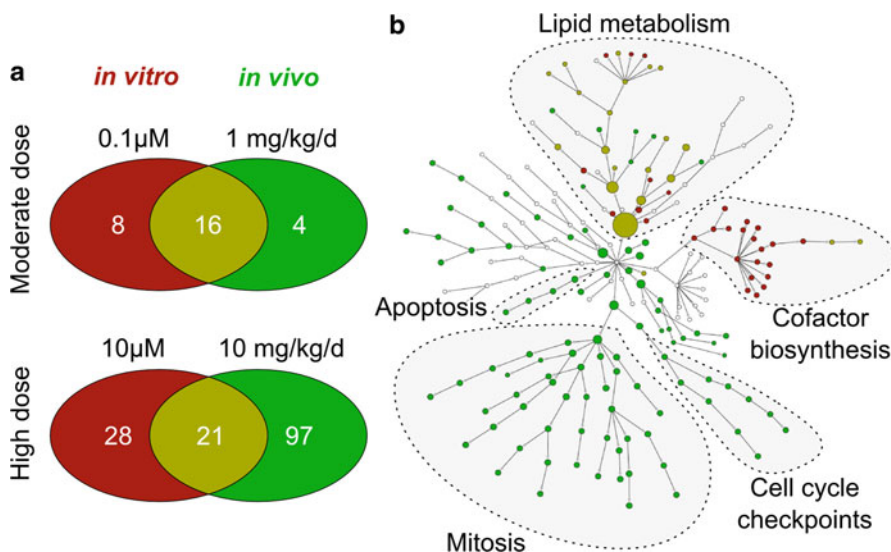 a
in vitro
in vivo
Moderate dose
0.1µM
1 mg/kg/d
8
16
4
High dose
10µM
10 mg/kg/d
28
21
97
b
Lipid metabolism
Apoptosis
Cofactor
biosynthesis
Cell cycle
checkpoints
Mitosis